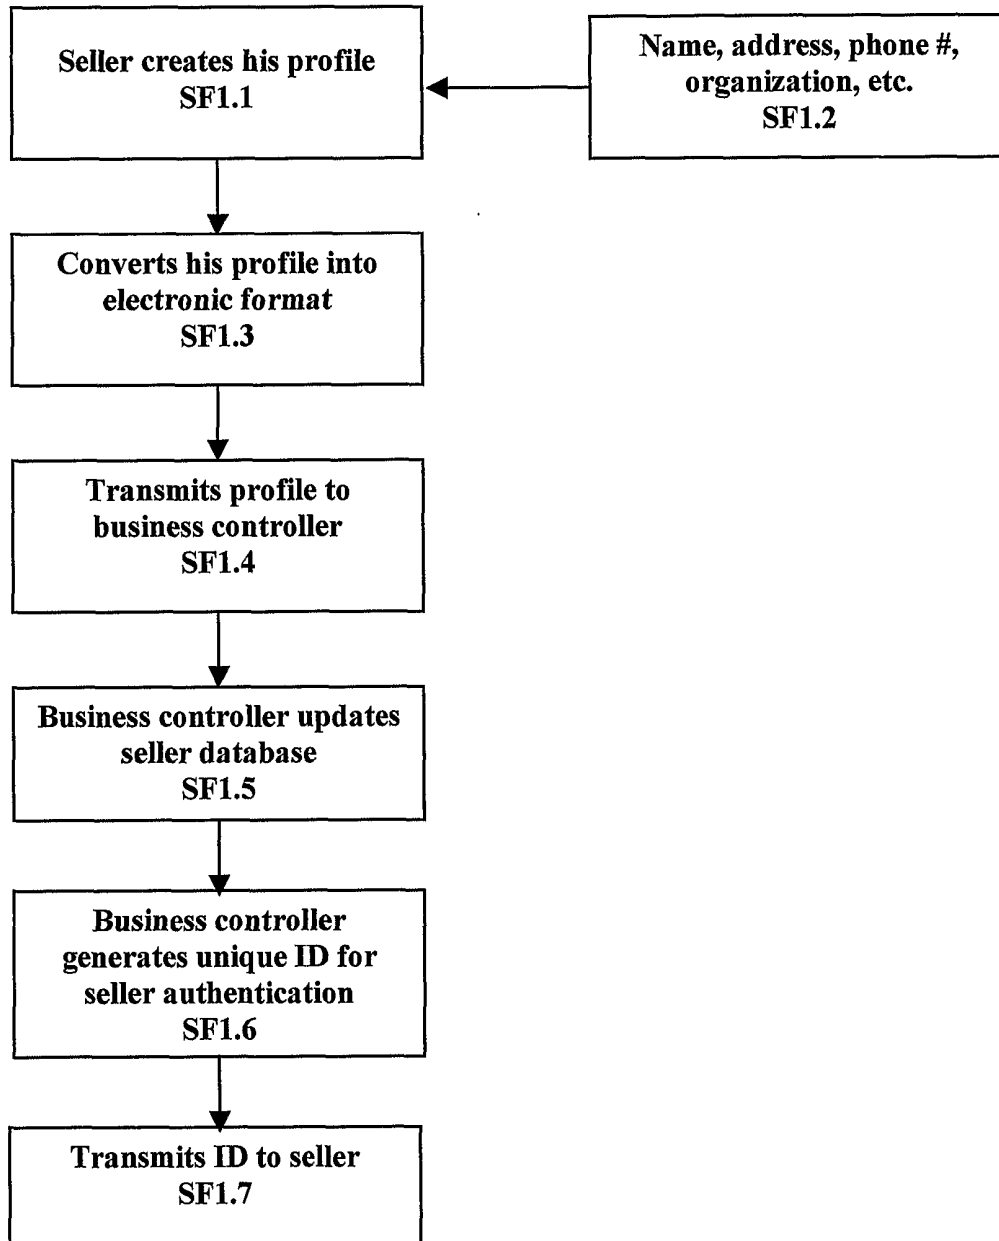 Seller creates his profile
SF1.1
Name, address, phone #,
organization, etc.
SF1.2
Converts his profile into
electronic format
SF1.3
Transmits profile to
business controller
SF1.4
Business controller updates
seller database
SF1.5
Business controller
generates unique ID for
seller authentication
SF1.6
Transmits ID to seller
SF1.7